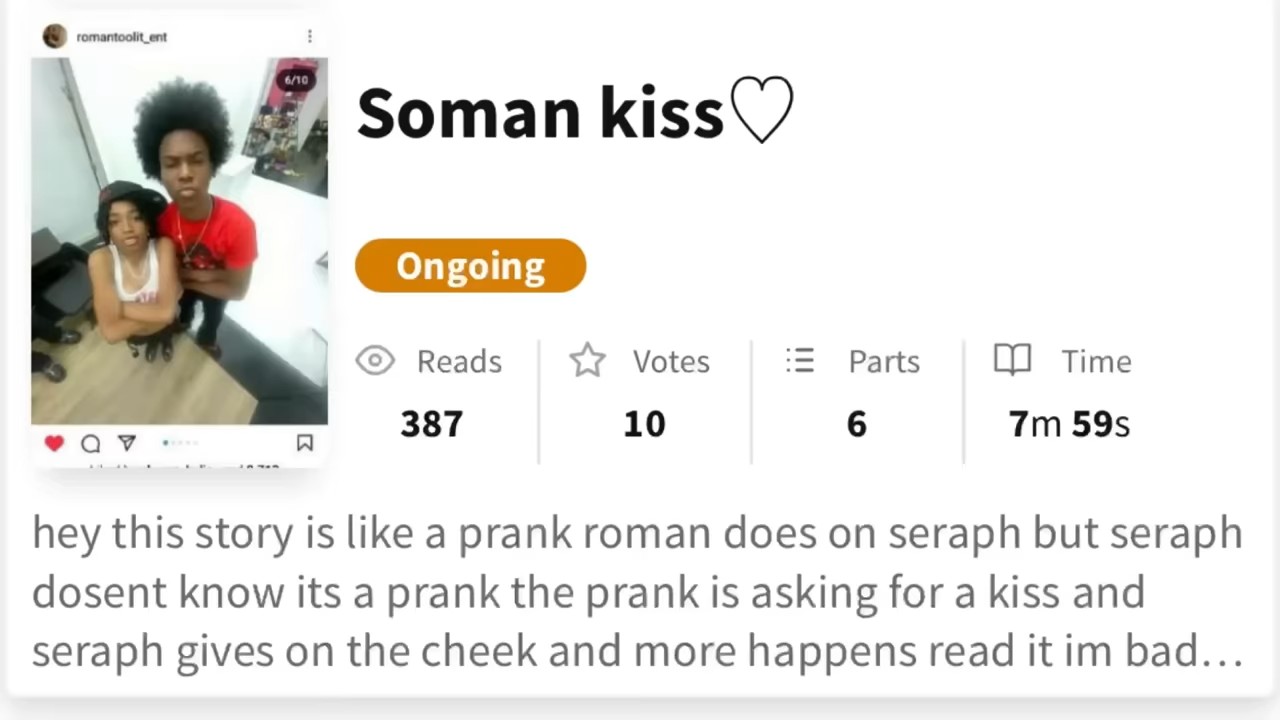 romantoolit_ent
6/10
Soman kiss♡
Ongoing
Reads
Votes
Parts
Time
387
10
6
7m 59s
hey this story is like a prank roman does on seraph but seraph
dosent know its a prank the prank is asking for a kiss and
seraph gives on the cheek and more happens read it im bad...